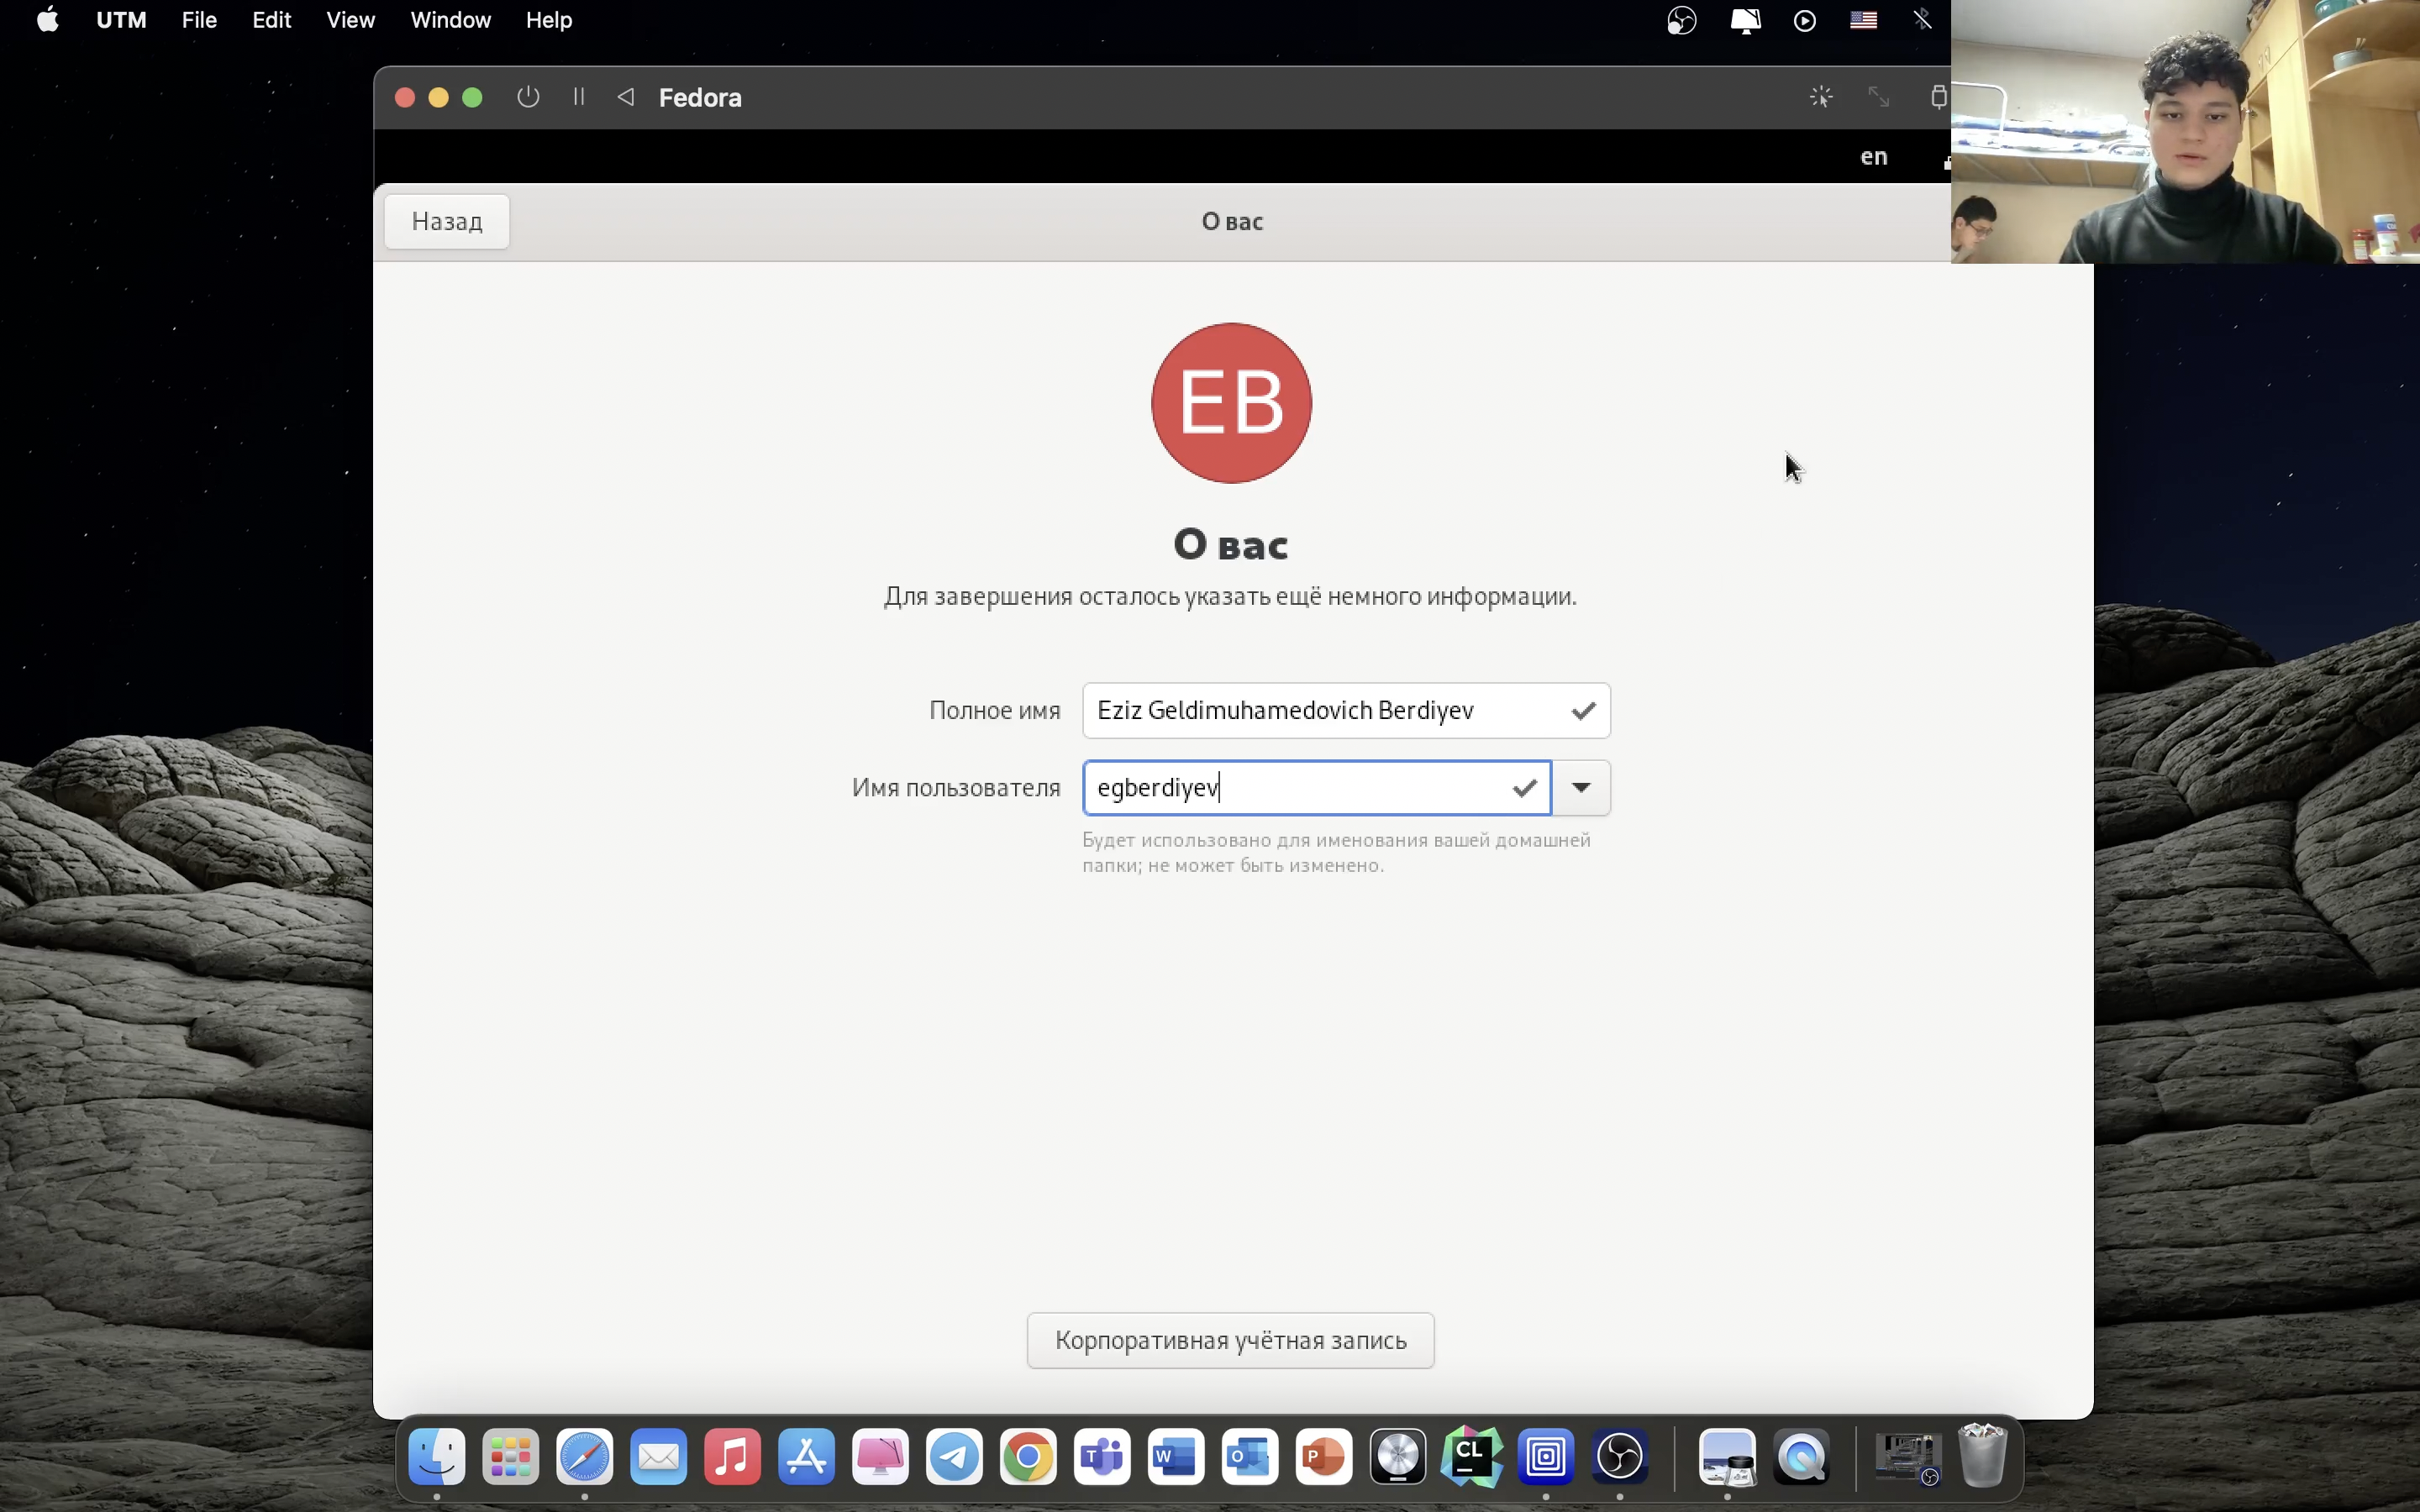 UTM File Edit View Window Help
Fedora
en
Назад
О вас
EB
О вас
Для завершения осталось указать ещё немного информации.
Полное имя
Eziz Geldimuhamedovich Berdiyev
Имя пользователя
egberdiyev
Будет использовано для именования вашей домашней
папки; не может быть изменено.
Корпоративная учётная запись
T W O P CL